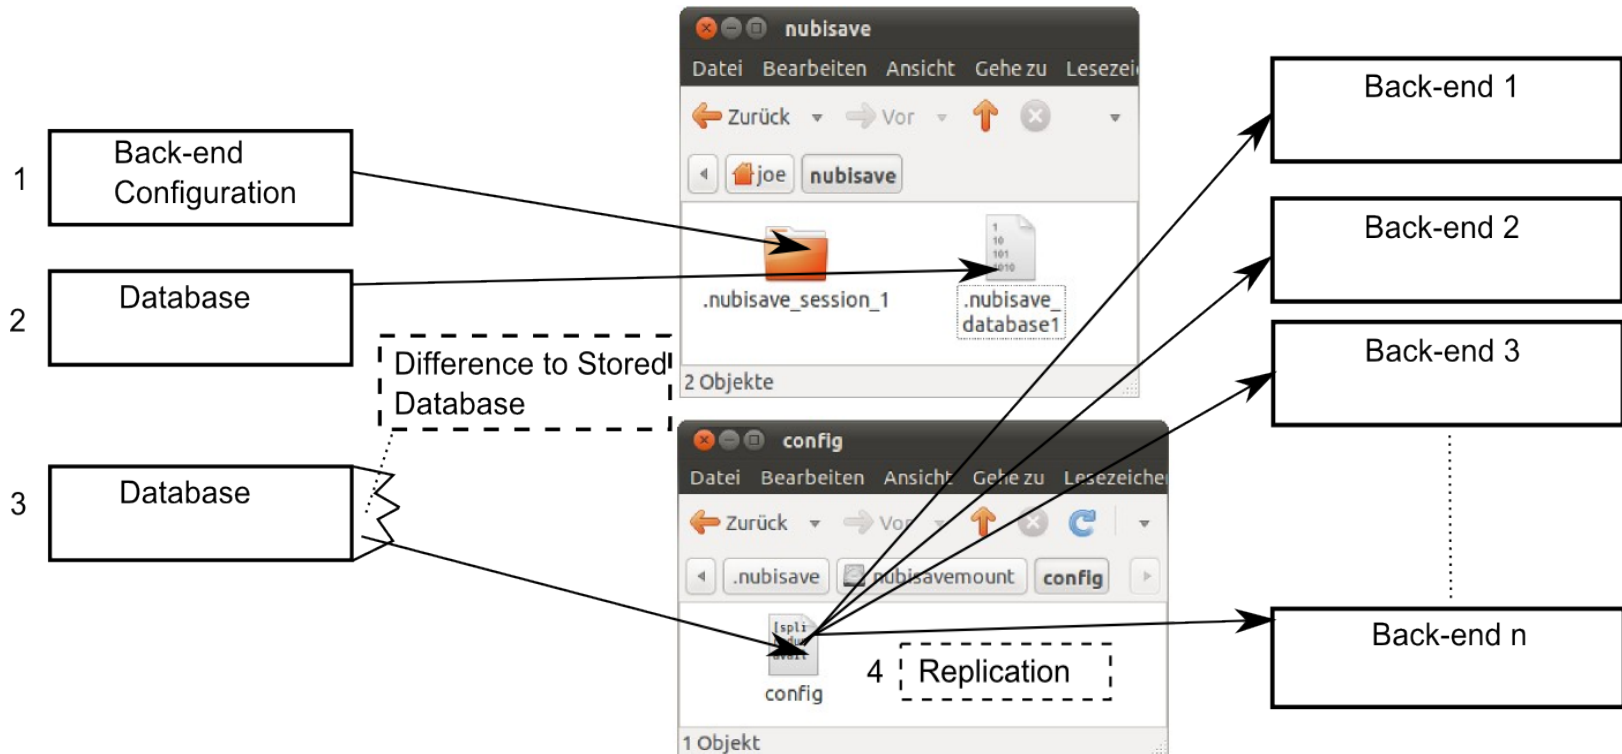 nubisave
Datei Bearbeiten Ansicht Gehe zu Lesezei
Zurück Vor
joe nubisave
.nubisave_session_1
.nubisave_
database1
2 Objekte
1
Back-end
Configuration
2
Database
Difference to Stored
Database
3
Database
config
Datei Bearbeiten Ansicht Gehe zu Lesezeiche
Zurück Vor
.nubisave nubisavemount config
config
4 Replication
1 Objekt
Back-end 1
Back-end 2
Back-end 3
Back-end n